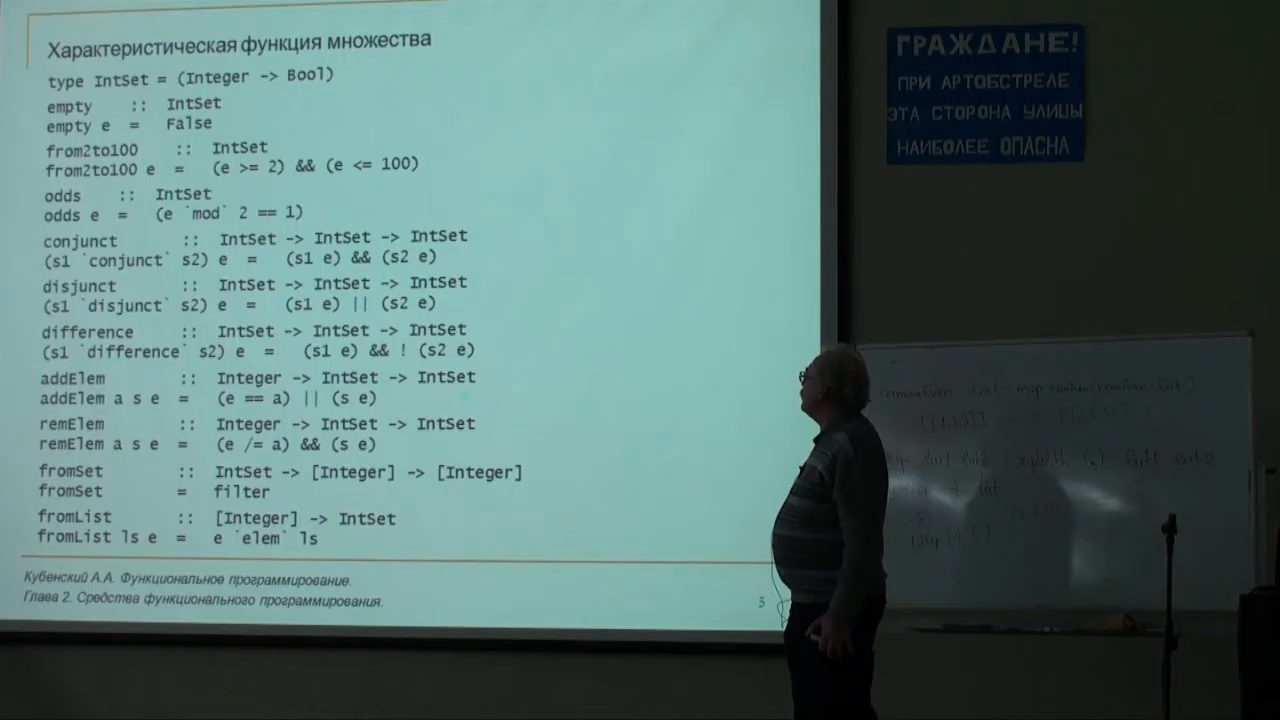 Характеристическая функция множества
type IntSet = (Integer -> Bool)
empty :: IntSet
empty e = False
from2to100 :: IntSet
from2to100 e = (e >= 2) && (e <= 100)
odds :: IntSet
odds e = (e `mod` 2 == 1)
conjunct :: IntSet -> IntSet -> IntSet
(s1 `conjunct` s2) e = (s1 e) && (s2 e)
disjunct :: IntSet -> IntSet -> IntSet
(s1 `disjunct` s2) e = (s1 e) || (s2 e)
difference :: IntSet -> IntSet -> IntSet
(s1 `difference` s2) e = (s1 e) && ! (s2 e)
addElem :: Integer -> IntSet -> IntSet
addElem a s e = (e == a) || (s e)
remElem :: Integer -> IntSet -> IntSet
remElem a s e = (e /= a) && (s e)
fromSet :: IntSet -> [Integer] -> [Integer]
fromSet = filter
fromList :: [Integer] -> IntSet
fromList ls e = e `elem` ls
Кубенский А.А. Функциональное программирование.
Глава 2. Средства функционального программирования.
5
ГРАЖДАНЕ!
ПРИ АРТОБСТРЕЛЕ
ЭТА СТОРОНА УЛИЦЫ
НАИБОЛЕЕ ОПАСНА